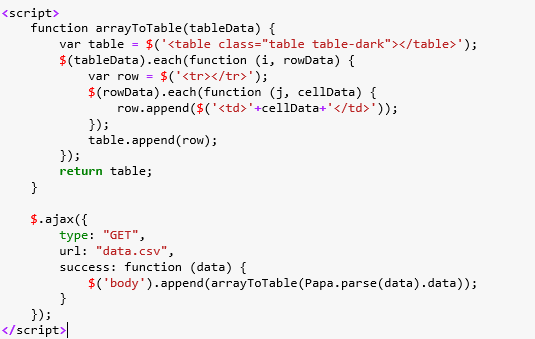 <script>
    function arrayToTable(tableData) {
        var table = $('<table class="table table-dark"></table>');
        $(tableData).each(function (i, rowData) {
            var row = $('<tr></tr>');
            $(rowData).each(function (j, cellData) {
                row.append($('<td>'+cellData+'</td>'));
            });
            table.append(row);
        });
        return table;
    }

    $.ajax({
        type: "GET",
        url: "data.csv",
        success: function (data) {
            $('body').append(arrayToTable(Papa.parse(data).data));
        }
    });
</script>